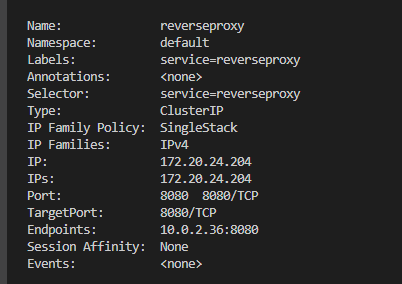 Name: reverseproxy
Namespace: default
Labels: service=reverseproxy
Annotations: <none>
Selector: service=reverseproxy
Type: ClusterIP
IP Family Policy: SingleStack
IP Families: IPv4
IP: 172.20.24.204
IPs: 172.20.24.204
Port: 8080 8080/TCP
TargetPort: 8080/TCP
Endpoints: 10.0.2.36:8080
Session Affinity: None
Events: <none>